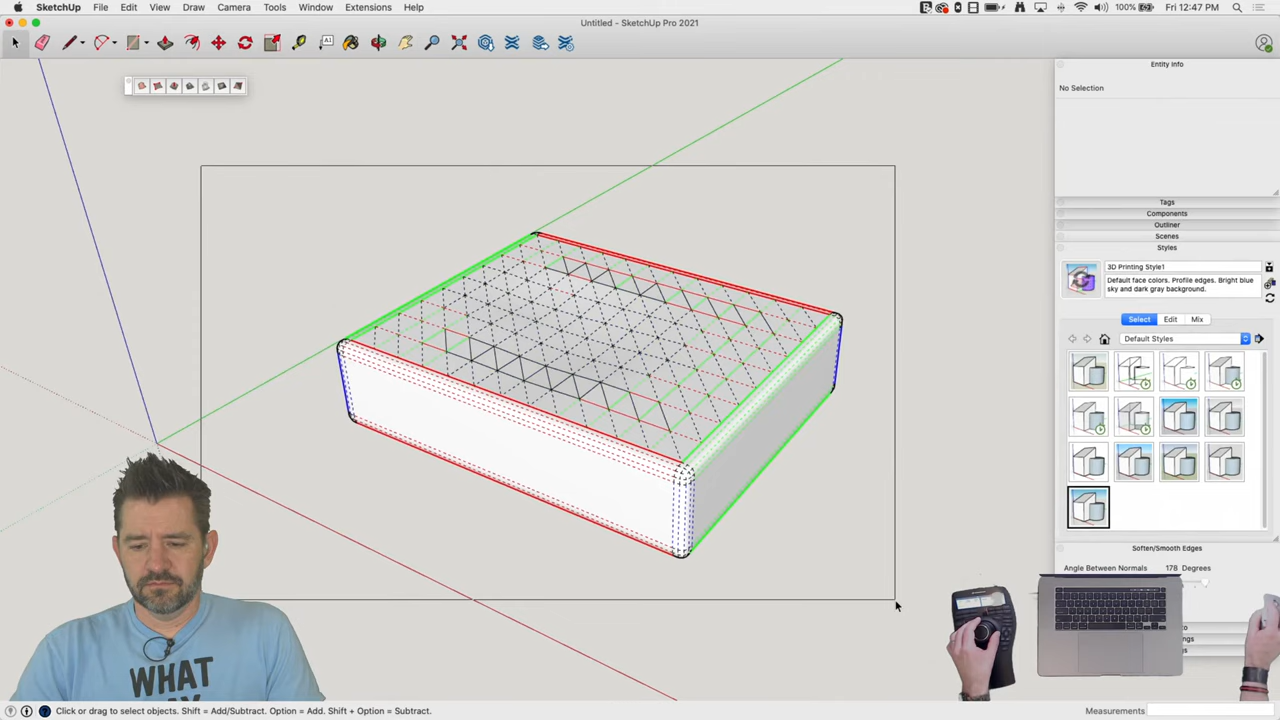 SketchUp File Edit View Draw Camera Tools Window Extensions Help
100% Fri 12:47 PM
Untitled - SketchUp Pro 2021
Entity Info
No Selection
Tags
Components
Outliner
Scenes
Styles
3D Printing Style1
Default face colors. Profile edges. Bright blue
sky and dark gray background.
Select Edit Mix
Default Styles
Soften/Smooth Edges
Angle Between Normals 178 Degrees
WHAT
Click or drag to select objects. Shift = Add/Subtract. Option = Add. Shift + Option = Subtract.
Measurements